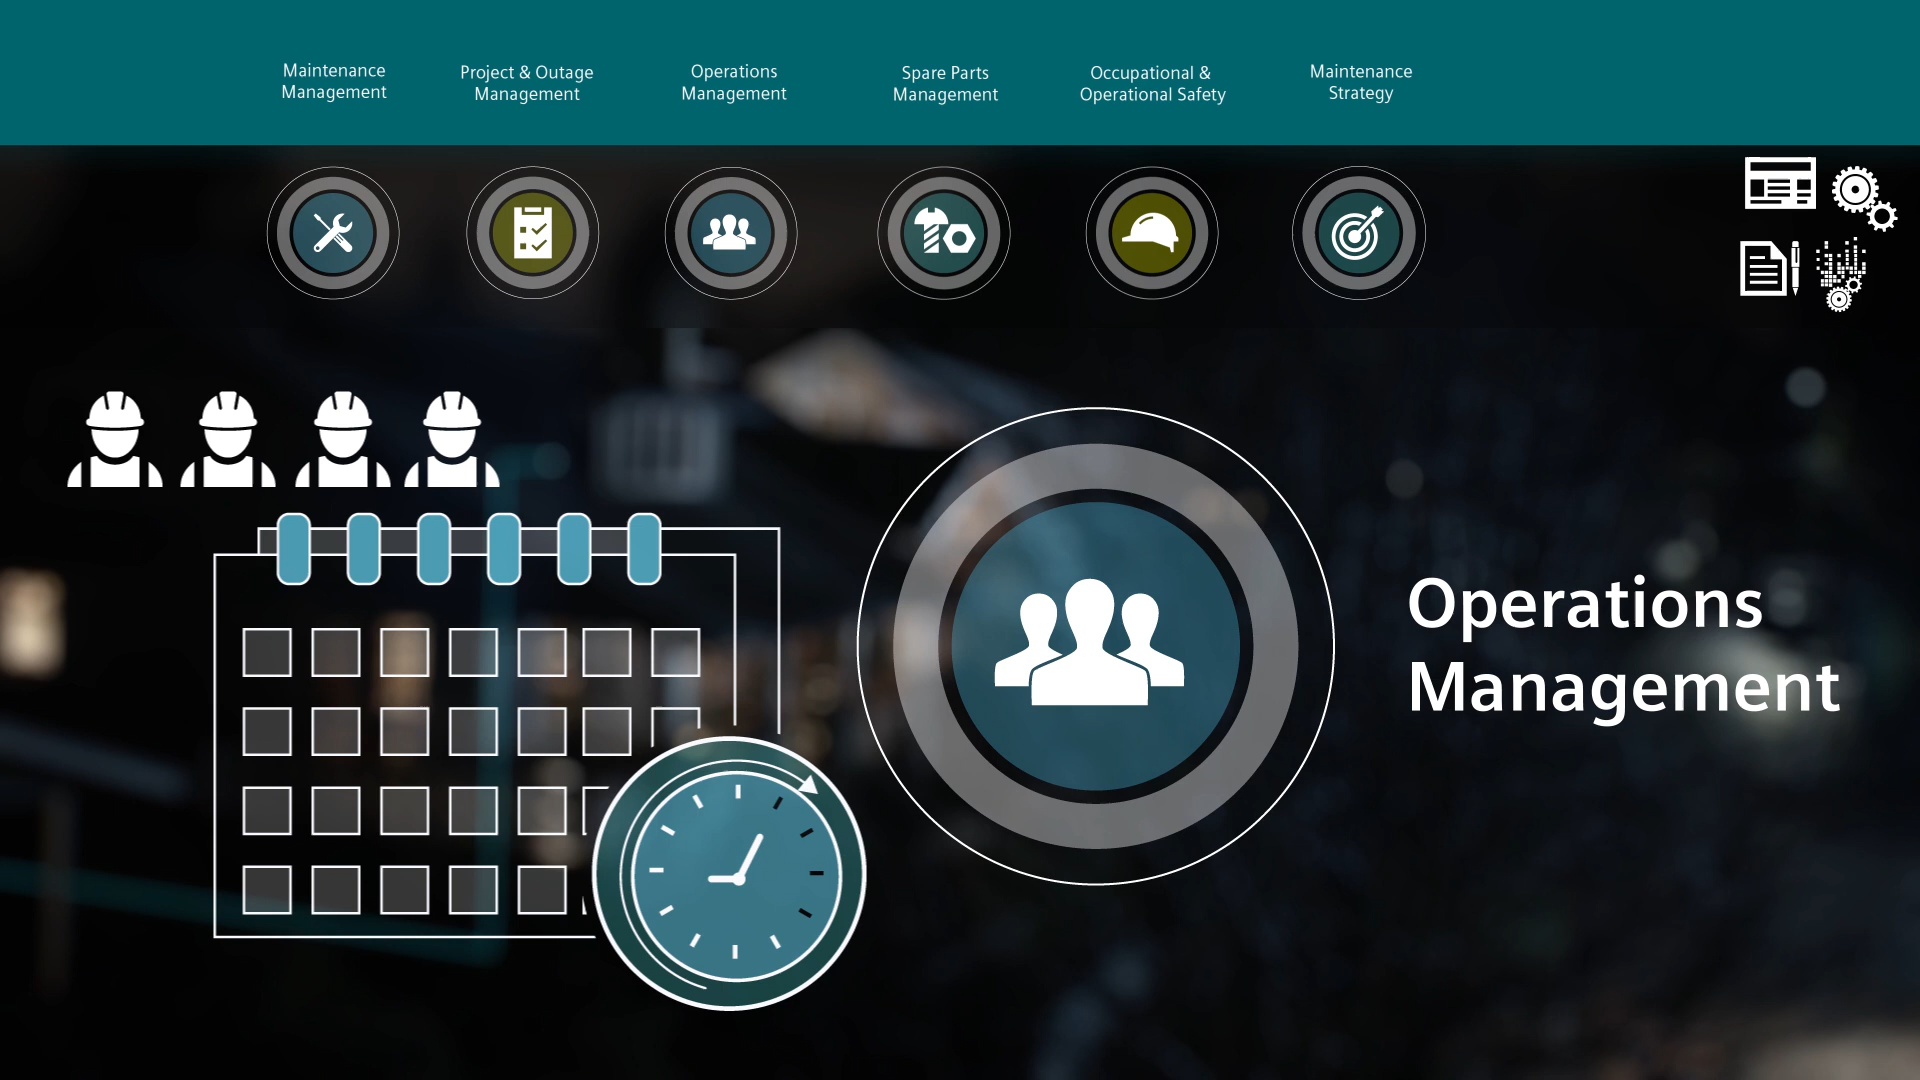 Maintenance
Management
Project & Outage
Management
Operations
Management
Spare Parts
Management
Occupational &
Operational Safety
Maintenance
Strategy
Operations
Management